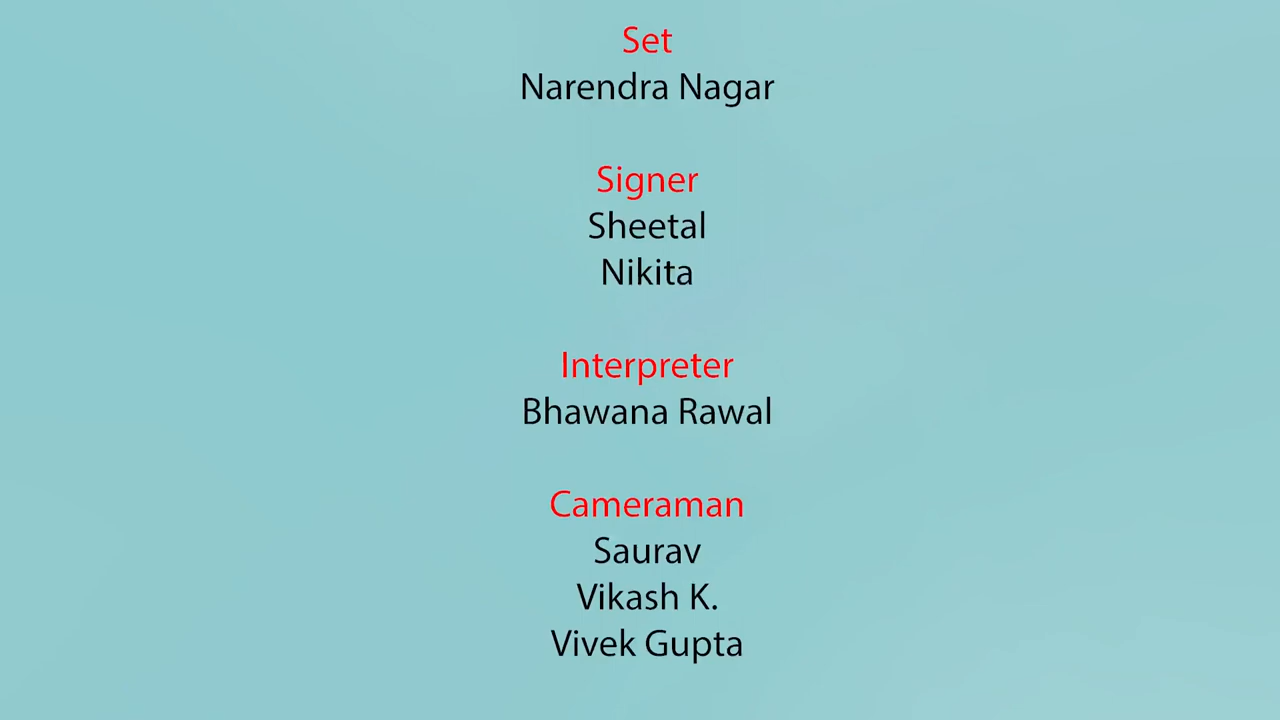 Set
Narendra Nagar
Signer
Sheetal
Nikita
Interpreter
Bhawana Rawal
Cameraman
Saurav
Vikash K.
Vivek Gupta